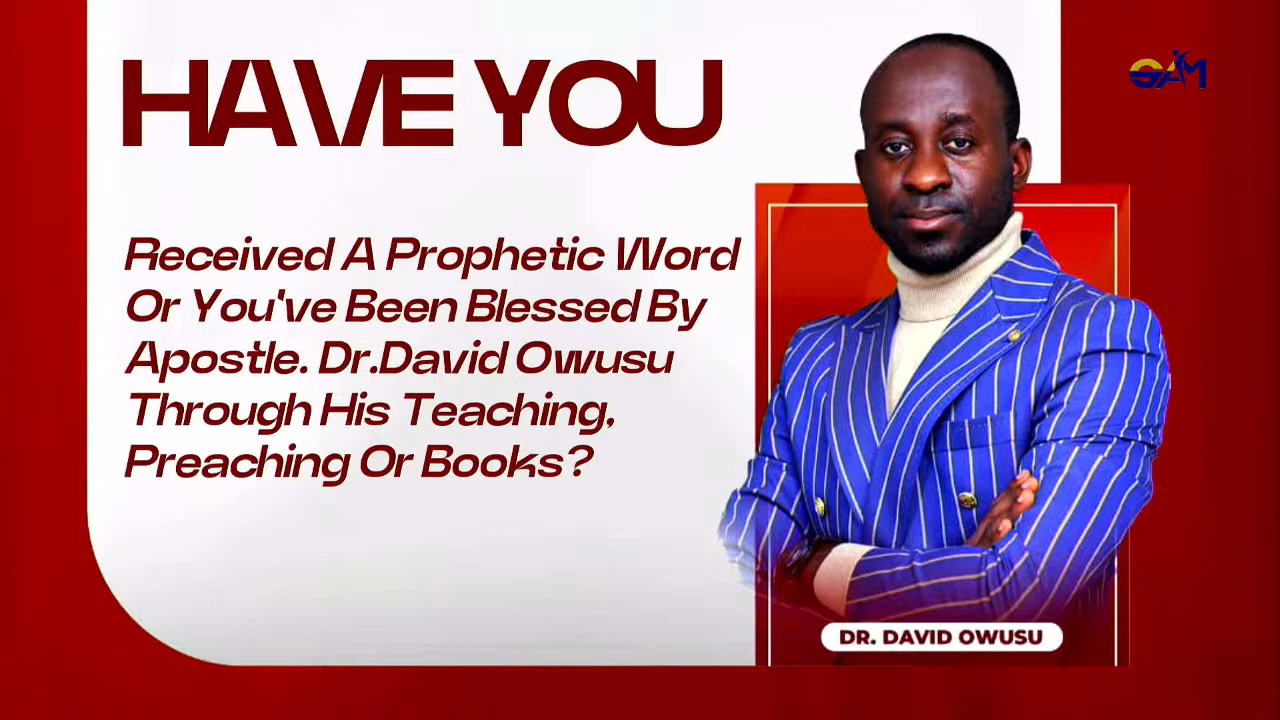 HAVE YOU
Received A Prophetic Word
Or You've Been Blessed By
Apostle. Dr.David Owusu
Through His Teaching,
Preaching Or Books?
DR. DAVID OWUSU